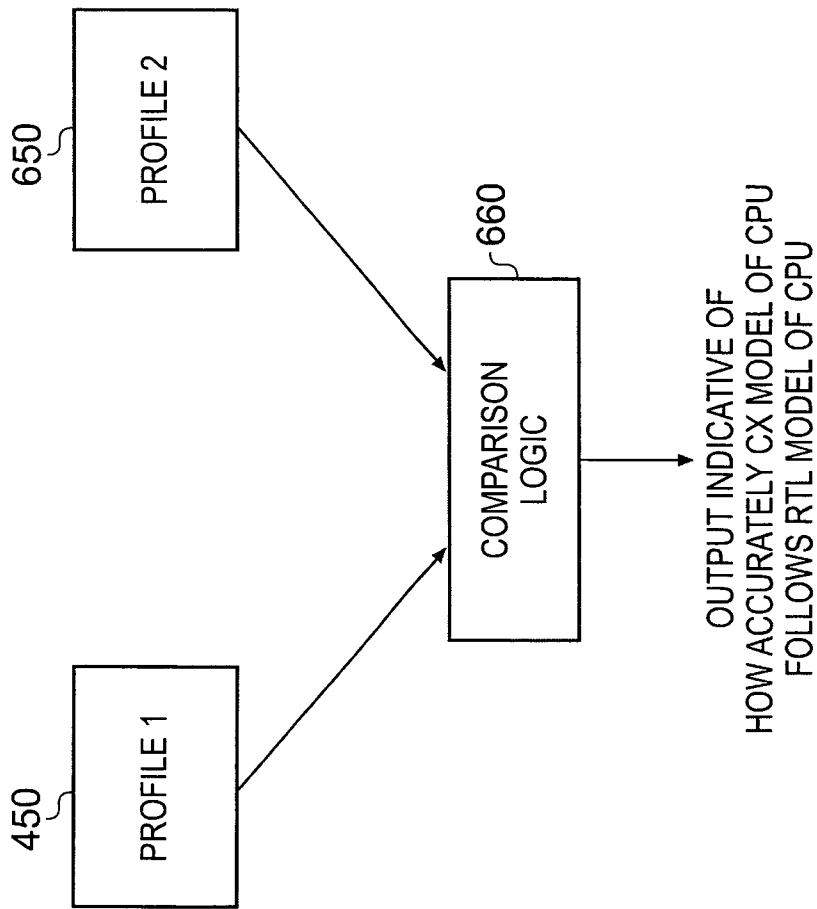 450
PROFILE 1
650
PROFILE 2
660
COMPARISON
LOGIC
OUTPUT INDICATIVE OF
HOW ACCURATELY CX MODEL OF CPU
FOLLOWS RTL MODEL OF CPU